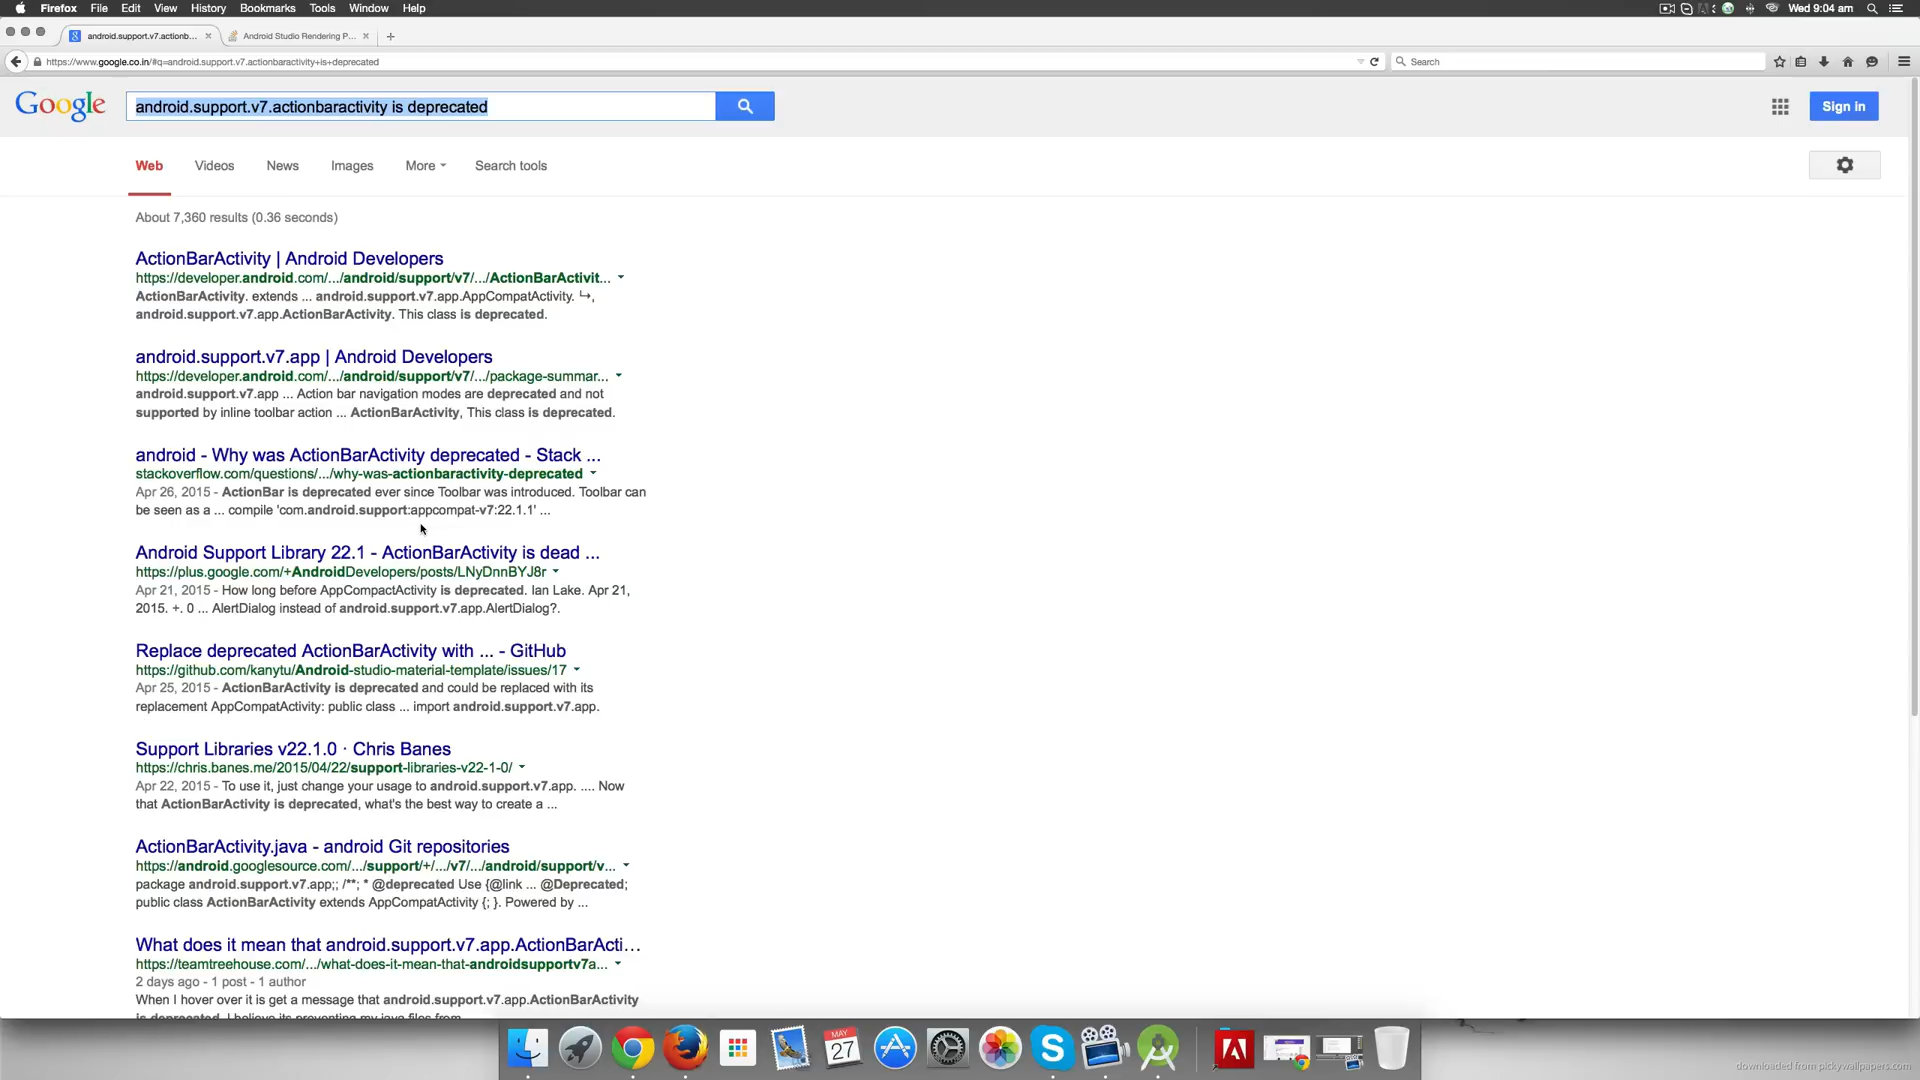 Firefox File Edit View History Bookmarks Tools Window Help Wed 9:04 am
android.support.v7.actionb... × Android Studio Rendering P... × +
https://www.google.co.in/#q=android.support.v7.actionbaractivity+is+deprecated Search
Google android.support.v7.actionbaractivity is deprecated Sign in
Web Videos News Images More Search tools
About 7,360 results (0.36 seconds)
ActionBarActivity | Android Developers
https://developer.android.com/.../android/support/v7/.../ActionBarActivit...
ActionBarActivity. extends ... android.support.v7.app.AppCompatActivity. ↳,
android.support.v7.app.ActionBarActivity. This class is deprecated.
android.support.v7.app | Android Developers
https://developer.android.com/.../android/support/v7/.../package-summar...
android.support.v7.app ... Action bar navigation modes are deprecated and not
supported by inline toolbar action ... ActionBarActivity, This class is deprecated.
android - Why was ActionBarActivity deprecated - Stack ...
stackoverflow.com/questions/.../why-was-actionbaractivity-deprecated
Apr 26, 2015 - ActionBar is deprecated ever since Toolbar was introduced. Toolbar can
be seen as a ... compile 'com.android.support:appcompat-v7:22.1.1' ...
Android Support Library 22.1 - ActionBarActivity is dead ...
https://plus.google.com/+AndroidDevelopers/posts/LNyDnnBYJ8r
Apr 21, 2015 - How long before AppCompactActivity is deprecated. Ian Lake. Apr 21,
2015. +. 0 ... AlertDialog instead of android.support.v7.app.AlertDialog?.
Replace deprecated ActionBarActivity with ... - GitHub
https://github.com/kanytu/Android-studio-material-template/issues/17
Apr 25, 2015 - ActionBarActivity is deprecated and could be replaced with its
replacement AppCompatActivity: public class ... import android.support.v7.app.
Support Libraries v22.1.0 · Chris Banes
https://chris.banes.me/2015/04/22/support-libraries-v22-1-0/
Apr 22, 2015 - To use it, just change your usage to android.support.v7.app. .... Now
that ActionBarActivity is deprecated, what's the best way to create a ...
ActionBarActivity.java - android Git repositories
https://android.googlesource.com/.../support/+/.../v7/.../android/support/v...
package android.support.v7.app;; /**; * @deprecated Use {@link ... @Deprecated;
public class ActionBarActivity extends AppCompatActivity {; }. Powered by ...
What does it mean that android.support.v7.app.ActionBarActi...
https://teamtreehouse.com/.../what-does-it-mean-that-androidsupportv7a...
2 days ago - 1 post - 1 author
When I hover over it is get a message that android.support.v7.app.ActionBarActivity
is deprecated. I believe its preventing my java files from
MAY
27
downloaded from pickywallpapers.com